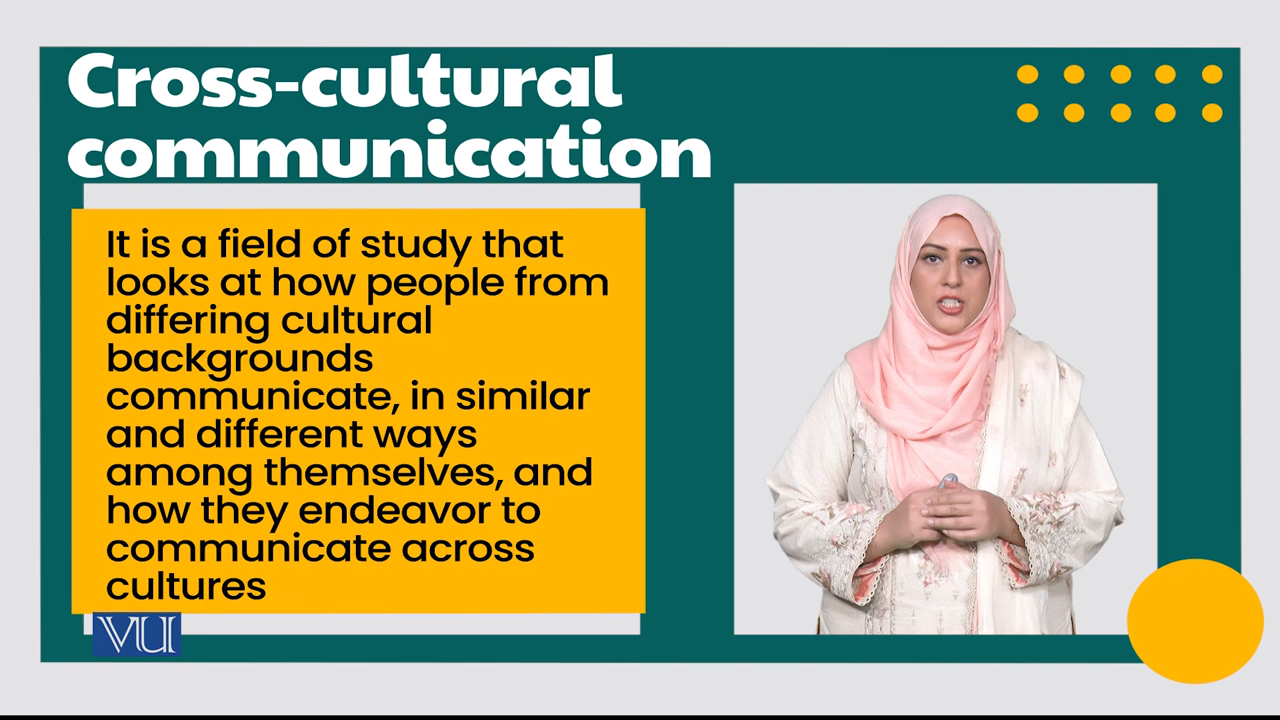 Cross-cultural
communication
It is a field of study that
looks at how people from
differing cultural
backgrounds
communicate, in similar
and different ways
among themselves, and
how they endeavor to
communicate across
cultures
VU